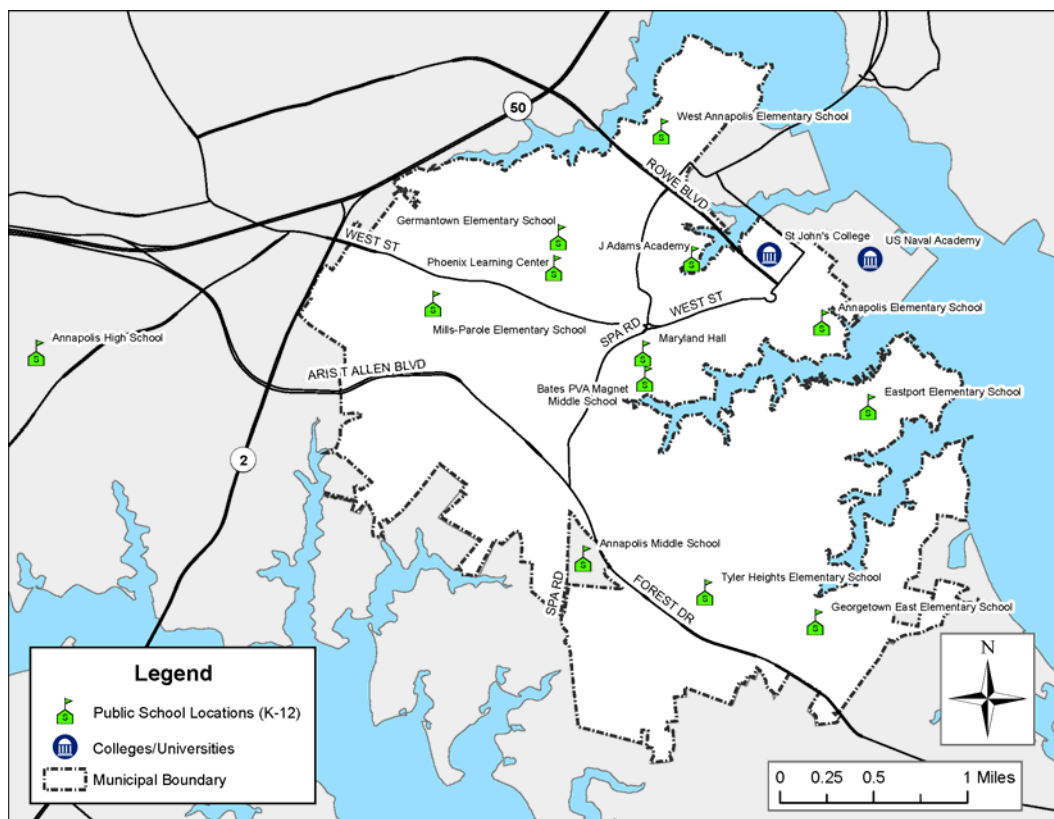 50
West Annapolis Elementary School
ROWE BLVD
Germantown Elementary School
WEST ST
J Adams Academy
St John's College
US Naval Academy
Phoenix Learning Center
Annapolis Elementary School
WEST ST
Mills-Parole Elementary School
SPA RD
Maryland Hall
Annapolis High School
ARIS T ALLEN BLVD
Bates PVA Magnet
Middle School
Eastport Elementary School
2
Annapolis Middle School
Tyler Heights Elementary School
SPA RD
FOREST DR
Georgetown East Elementary School
N
Legend
S Public School Locations (K-12)
Colleges/Universities
Municipal Boundary
0 0.25 0.5 1 Miles